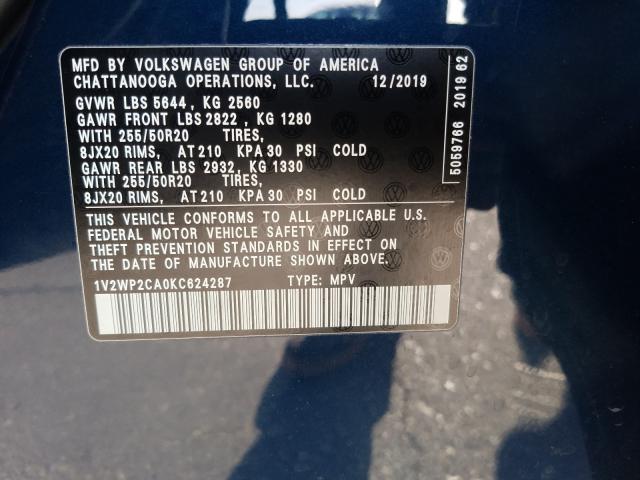 MFD BY VOLKSWAGEN GROUP OF AMERICA
CHATTANOOGA OPERATIONS, LLC. 12/2019
GVWR LBS 5644 , KG 2560
GAWR FRONT LBS 2822 , KG 1280
WITH 255/50R20 TIRES,
8JX20 RIMS, AT 210 KPA 30 PSI COLD
GAWR REAR LBS 2932, KG 1330
WITH 255/50R20 TIRES,
8JX20 RIMS, AT 210 KPA 30 PSI COLD
THIS VEHICLE CONFORMS TO ALL APPLICABLE U.S.
FEDERAL MOTOR VEHICLE SAFETY AND
THEFT PREVENTION STANDARDS IN EFFECT ON
THE DATE OF MANUFACTURE SHOWN ABOVE.
1V2WP2CA0KC624287 TYPE: MPV
5059766 2019 62